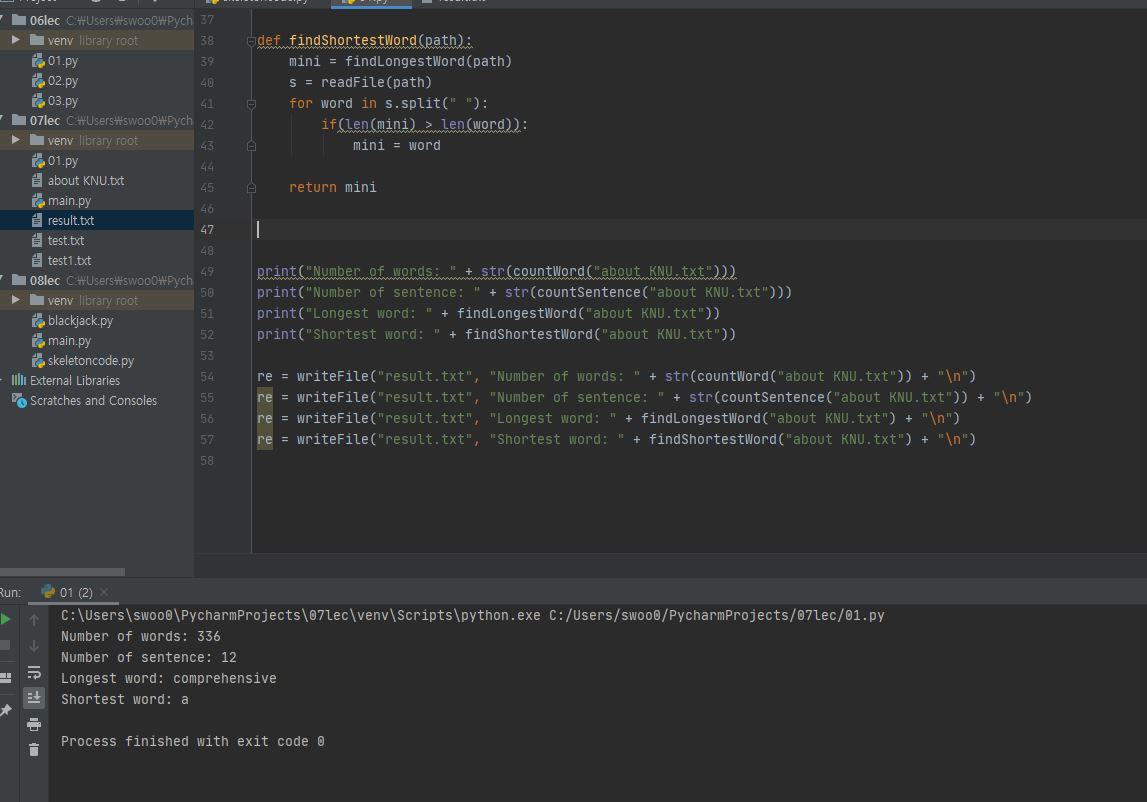 Project
skeletoncode.py
01.py
result.txt
06lec C:\Users\swoo0\Pych
venv library root
01.py
02.py
03.py
07lec C:\Users\swoo0\Pych
venv library root
01.py
about KNU.txt
main.py
result.txt
test.txt
test1.txt
08lec C:\Users\swoo0\Pych
venv library root
blackjack.py
main.py
skeletoncode.py
External Libraries
Scratches and Consoles
37
38 def findShortestWord(path):
39 mini = findLongestWord(path)
40 s = readFile(path)
41 for word in s.split(" "):
42 if(len(mini) > len(word)):
43 mini = word
44
45 return mini
46
47
48
49 print("Number of words: " + str(countWord("about KNU.txt")))
50 print("Number of sentence: " + str(countSentence("about KNU.txt")))
51 print("Longest word: " + findLongestWord("about KNU.txt"))
52 print("Shortest word: " + findShortestWord("about KNU.txt"))
53
54 re = writeFile("result.txt", "Number of words: " + str(countWord("about KNU.txt")) + "\n")
55 re = writeFile("result.txt", "Number of sentence: " + str(countSentence("about KNU.txt")) + "\n")
56 re = writeFile("result.txt", "Longest word: " + findLongestWord("about KNU.txt") + "\n")
57 re = writeFile("result.txt", "Shortest word: " + findShortestWord("about KNU.txt") + "\n")
58
Run: 01 (2)
C:\Users\swoo0\PycharmProjects\07lec\venv\Scripts\python.exe C:/Users/swoo0/PycharmProjects/07lec/01.py
Number of words: 336
Number of sentence: 12
Longest word: comprehensive
Shortest word: a
Process finished with exit code 0